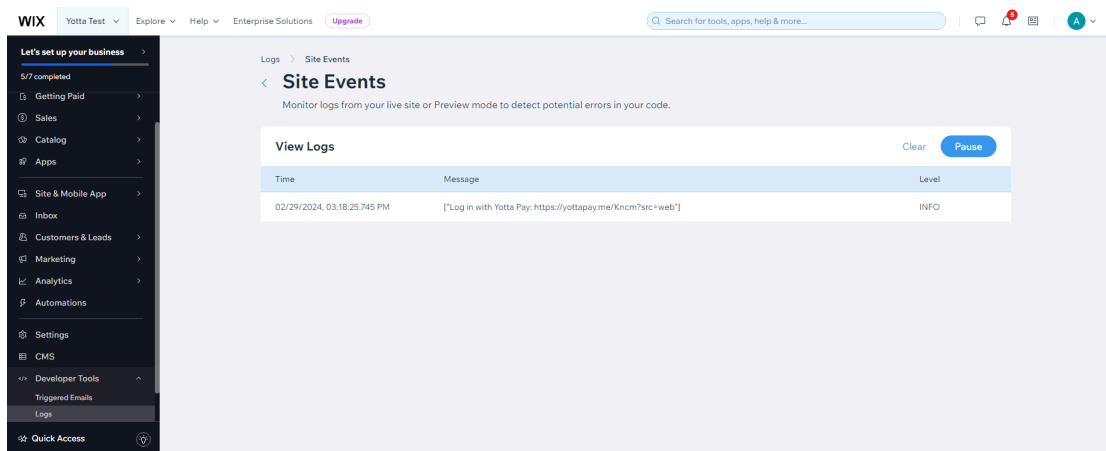 WIX
Yotta Test
Explore
Help
Enterprise Solutions
Upgrade
Search for tools, apps, help & more...
5
A
Let's set up your business
5/7 completed
Getting Paid
Sales
Catalog
Apps
Site & Mobile App
Inbox
Customers & Leads
Marketing
Analytics
Automations
Settings
CMS
Developer Tools
Triggered Emails
Logs
Quick Access
Logs > Site Events
Site Events
Monitor logs from your live site or Preview mode to detect potential errors in your code.
View Logs
Clear
Pause
Time Message Level
02/29/2024, 03:18:25.745 PM ["Log in with Yotta Pay: https://yottapay.me/Kncm?src=web"] INFO